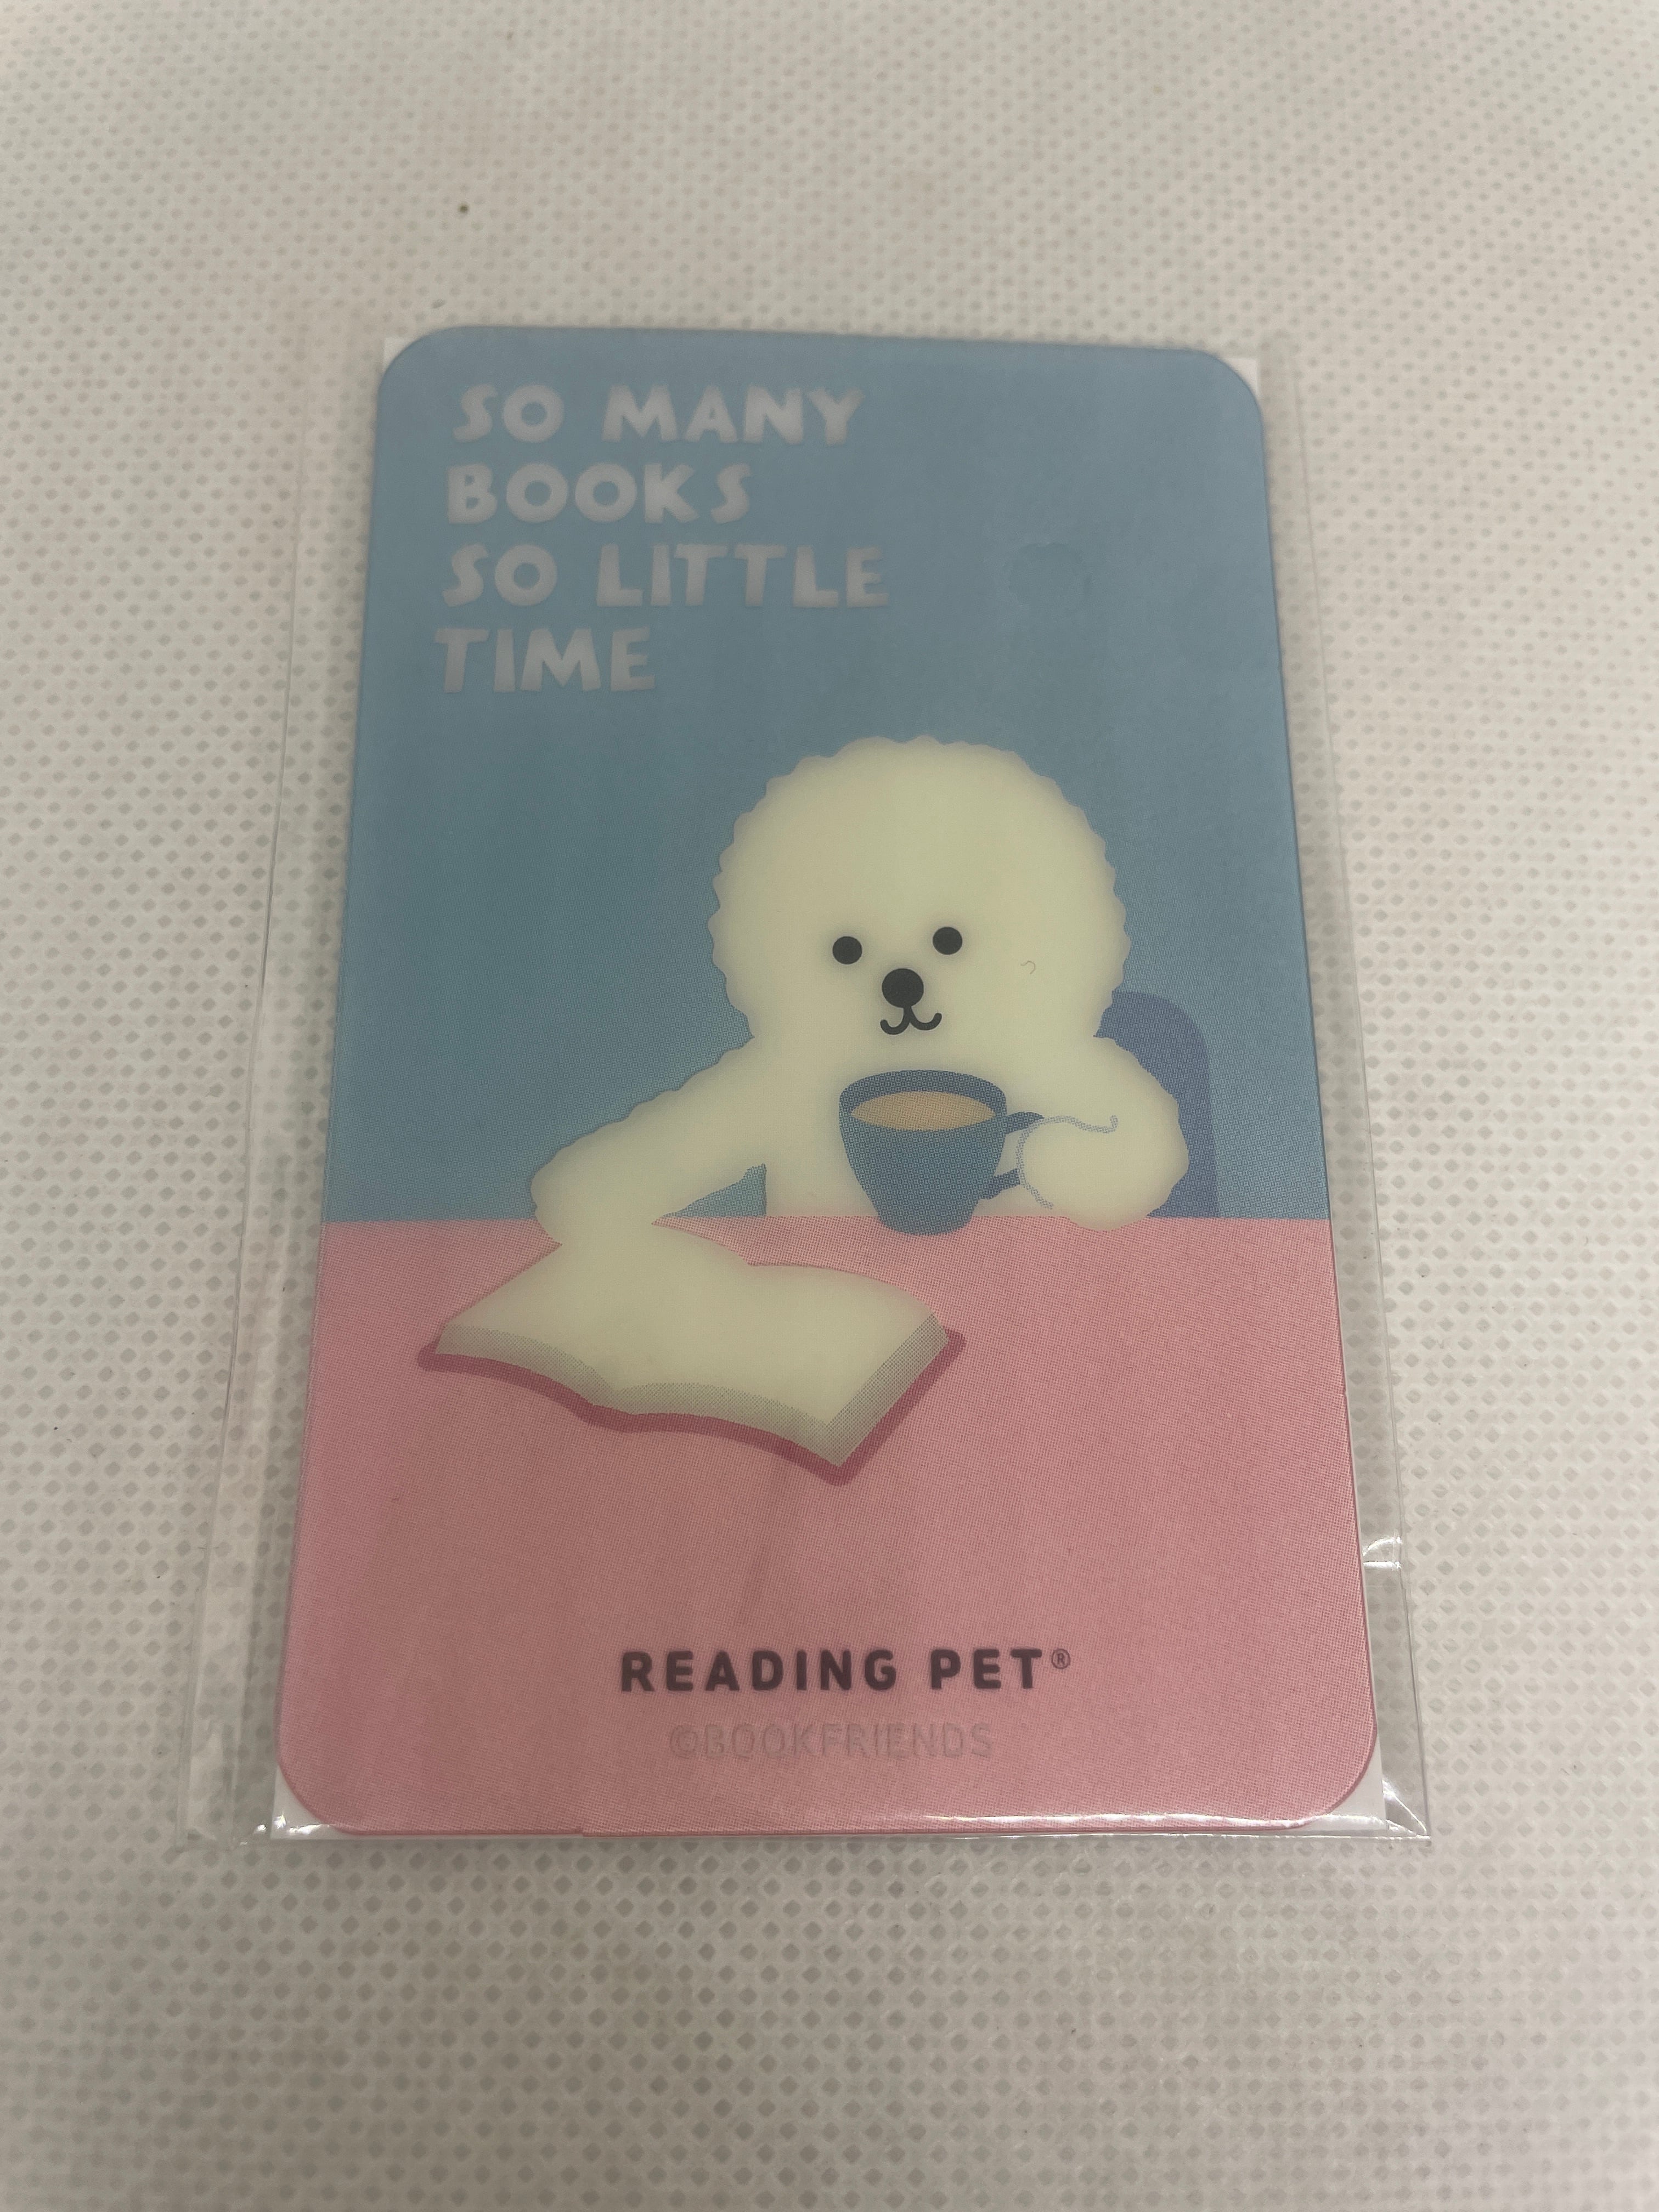 SO MANY
BOOKS
SO LITTLE
TIME
READING PET®
©BOOKFRIENDS